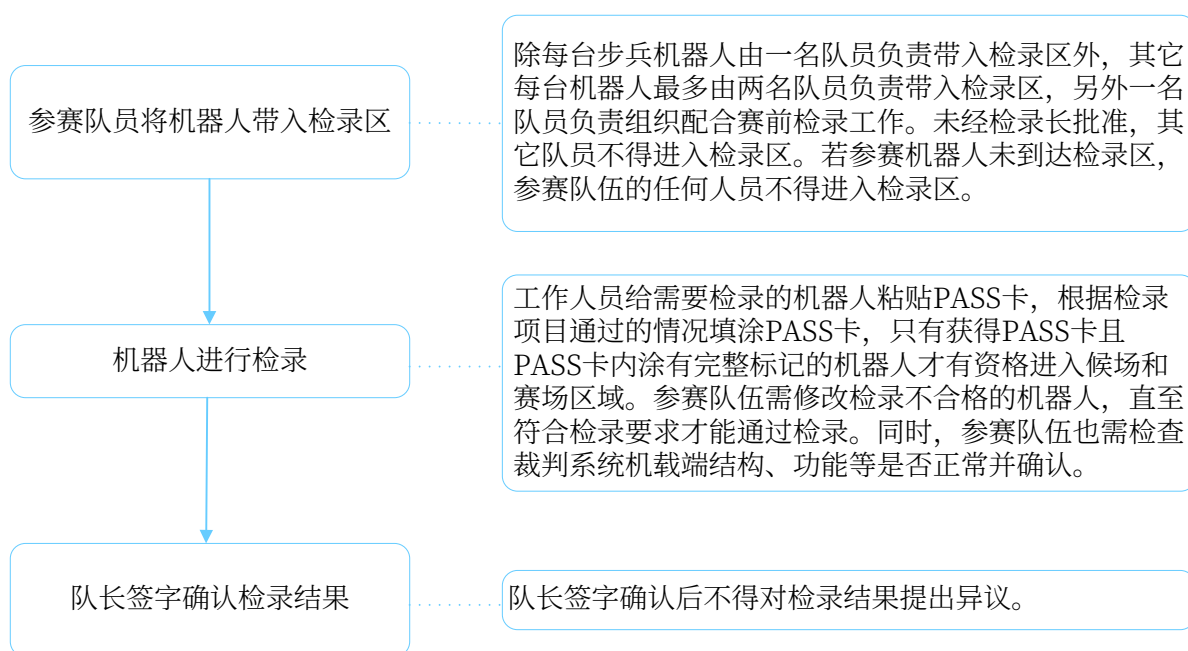 参赛队员将机器人带入检录区
除每台步兵机器人由一名队员负责带入检录区外，其它
每台机器人最多由两名队员负责带入检录区，另外一名
队员负责组织配合赛前检录工作。未经检录长批准，其
它队员不得进入检录区。若参赛机器人未到达检录区，
参赛队伍的任何人员不得进入检录区。
机器人进行检录
工作人员给需要检录的机器人粘贴PASS卡，根据检录
项目通过的情况填涂PASS卡，只有获得PASS卡且
PASS卡内涂有完整标记的机器人才有资格进入候场和
赛场区域。参赛队伍需修改检录不合格的机器人，直至
符合检录要求才能通过检录。同时，参赛队伍也需检查
裁判系统机载端结构、功能等是否正常并确认。
队长签字确认检录结果
队长签字确认后不得对检录结果提出异议。